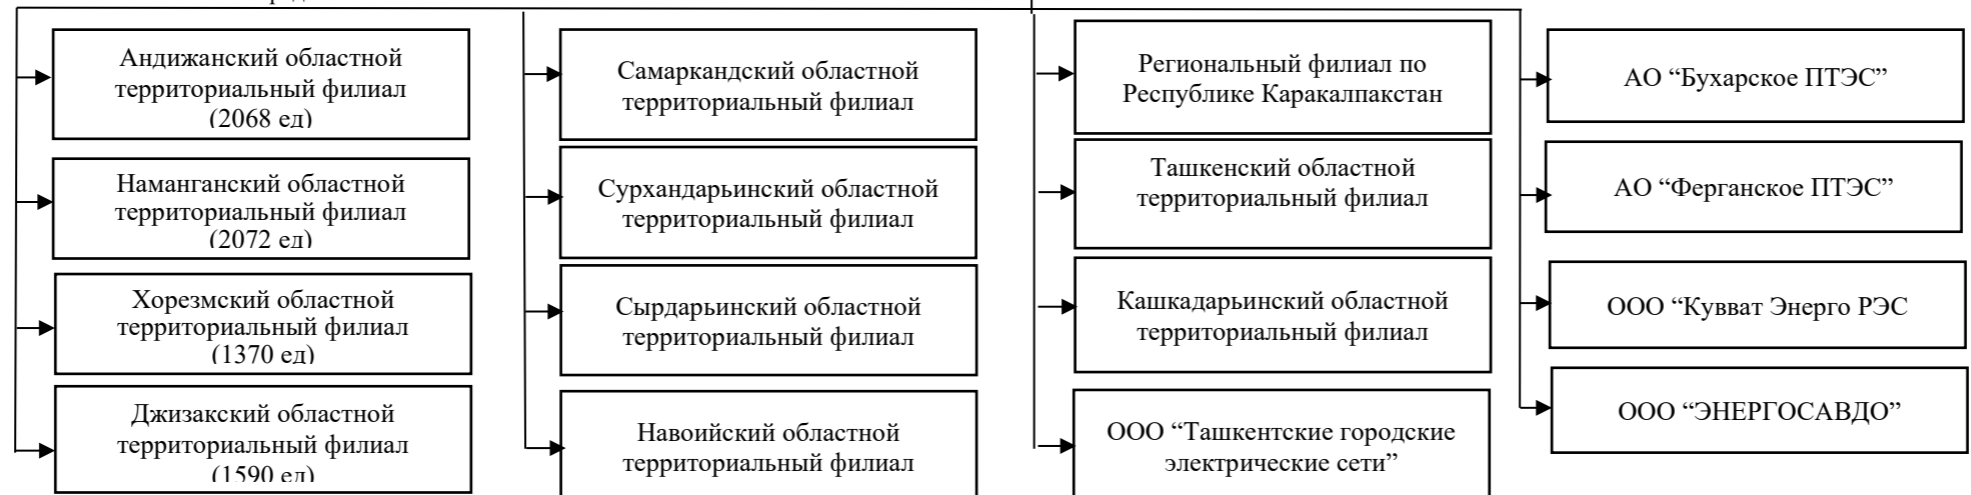 Андижанский областной
территориальный филиал
(2068 ед)
Наманганский областной
территориальный филиал
(2072 ед)
Хорезмский областной
территориальный филиал
(1370 ед)
Джизакский областной
территориальный филиал
(1590 ед)
Самаркандский областной
территориальный филиал
Сурхандарьинский областной
территориальный филиал
Сырдарьинский областной
территориальный филиал
Навоийский областной
территориальный филиал
Региональный филиал по
Республике Каракалпакстан
Ташкенский областной
территориальный филиал
Кашкадарьинский областной
территориальный филиал
ООО “Ташкентские городские
электрические сети”
АО “Бухарское ПТЭС”
АО “Ферганское ПТЭС”
ООО “Кувват Энерго РЭС
ООО “ЭНЕРГОСАВДО”